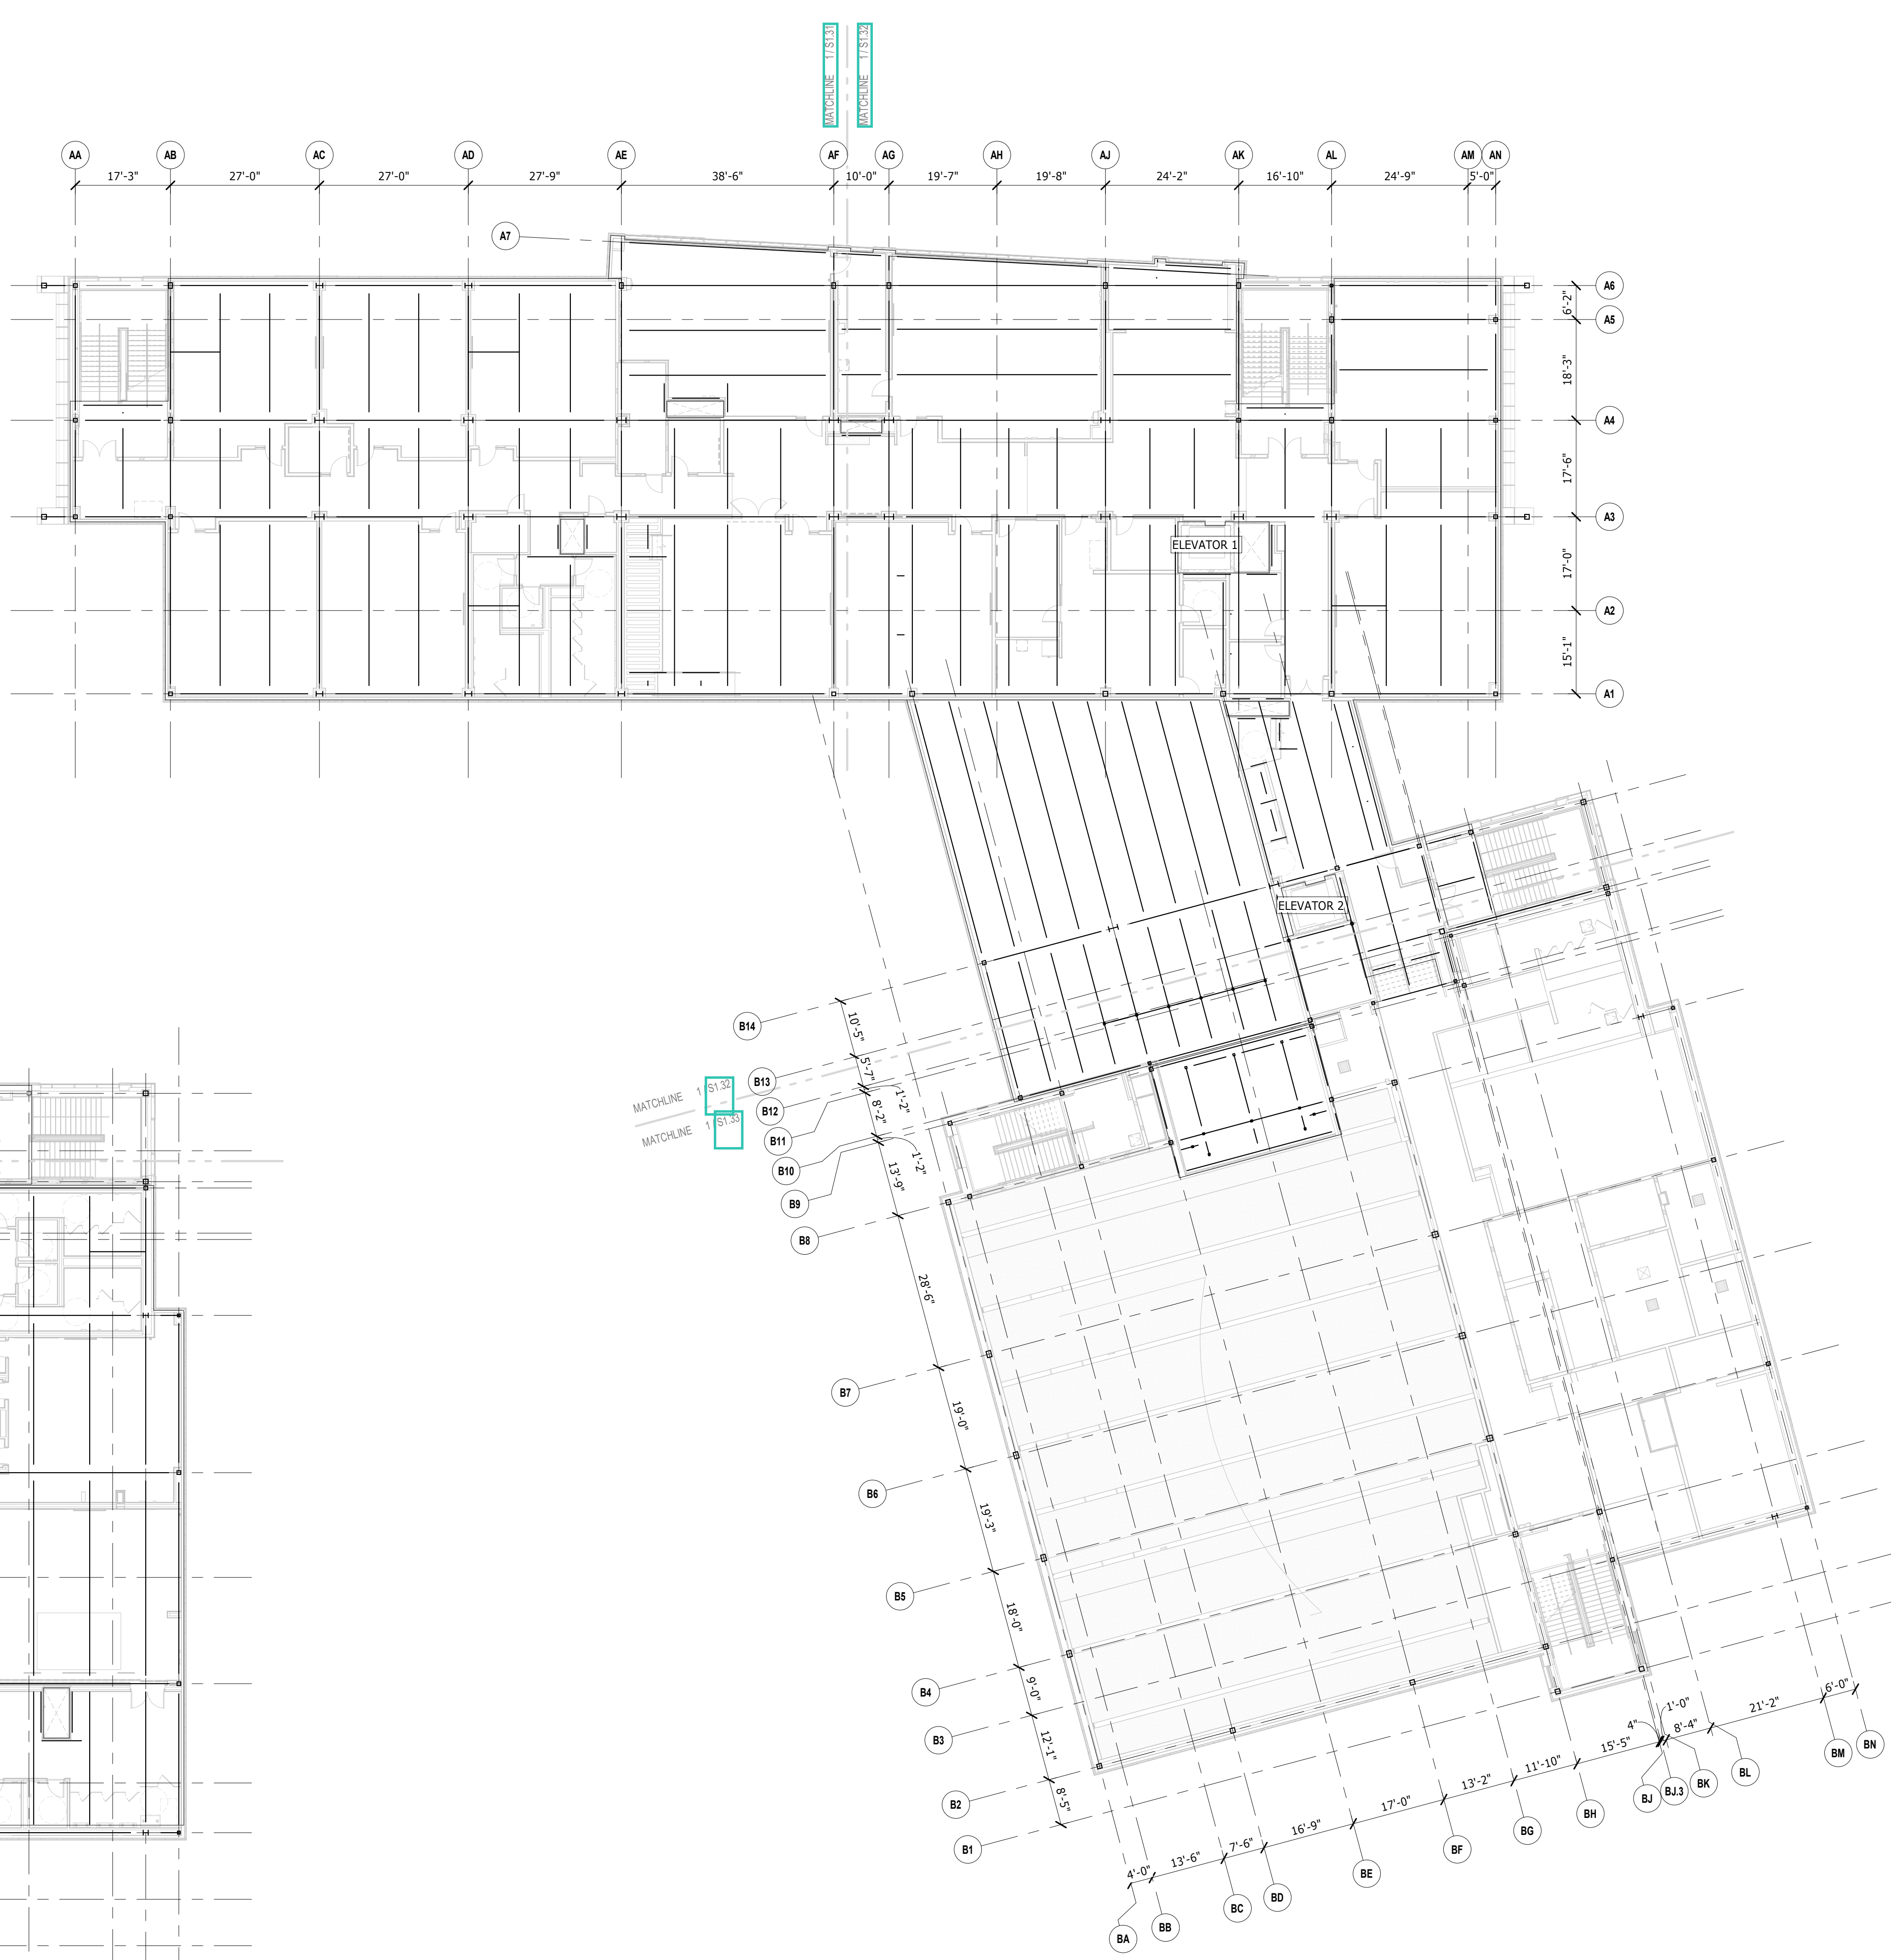 MATCHLINE 1 / S1.31
MATCHLINE 1 / S1.32
AA AB AC AD AE AF AG AH AJ AK AL AM AN
17'-3" 27'-0" 27'-0" 27'-9" 38'-6" 10'-0" 19'-7" 19'-8" 24'-2" 16'-10" 24'-9" 5'-0"
A7
A6
6'-2"
A5
18'-3"
A4
17'-6"
A3
ELEVATOR 1
17'-0"
A2
15'-1"
A1
ELEVATOR 2
B14
10'-5"
B13
5'-7"
MATCHLINE 1 / S1.32
MATCHLINE 1 / S1.33
B12
1'-2"
B11
8'-2"
B10
1'-2"
B9
13'-9"
B8
28'-6"
B7
19'-0"
B6
19'-3"
B5
18'-0"
B4
9'-0"
B3
12'-1"
B2
8'-5"
B1
4'-0" 13'-6" 7'-6" 16'-9" 17'-0" 13'-2" 11'-10" 15'-5" 4" 1'-0" 8'-4" 21'-2" 6'-0"
BA BB BC BD BE BF BG BH BJ BJ.3 BK BL BM BN